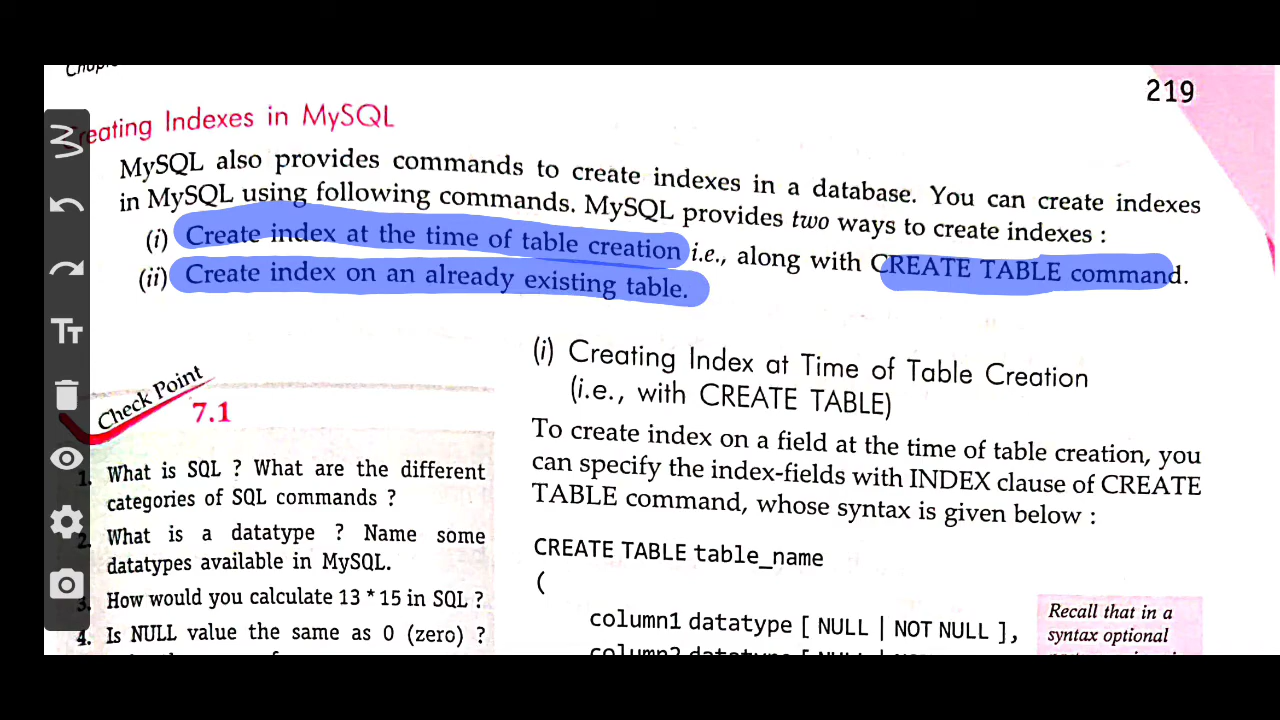 219
Creating Indexes in MySQL
MySQL also provides commands to create indexes in a database. You can create indexes
in MySQL using following commands. MySQL provides two ways to create indexes :
(i) Create index at the time of table creation i.e., along with CREATE TABLE command.
(ii) Create index on an already existing table.
Check Point
7.1
1. What is SQL ? What are the different
categories of SQL commands ?
2. What is a datatype ? Name some
datatypes available in MySQL.
3. How would you calculate 13 * 15 in SQL ?
4. Is NULL value the same as 0 (zero) ?
(i) Creating Index at Time of Table Creation
(i.e., with CREATE TABLE)
To create index on a field at the time of table creation, you
can specify the index-fields with INDEX clause of CREATE
TABLE command, whose syntax is given below :
CREATE TABLE table_name
(
column1 datatype [ NULL | NOT NULL ],
Recall that in a
syntax optional